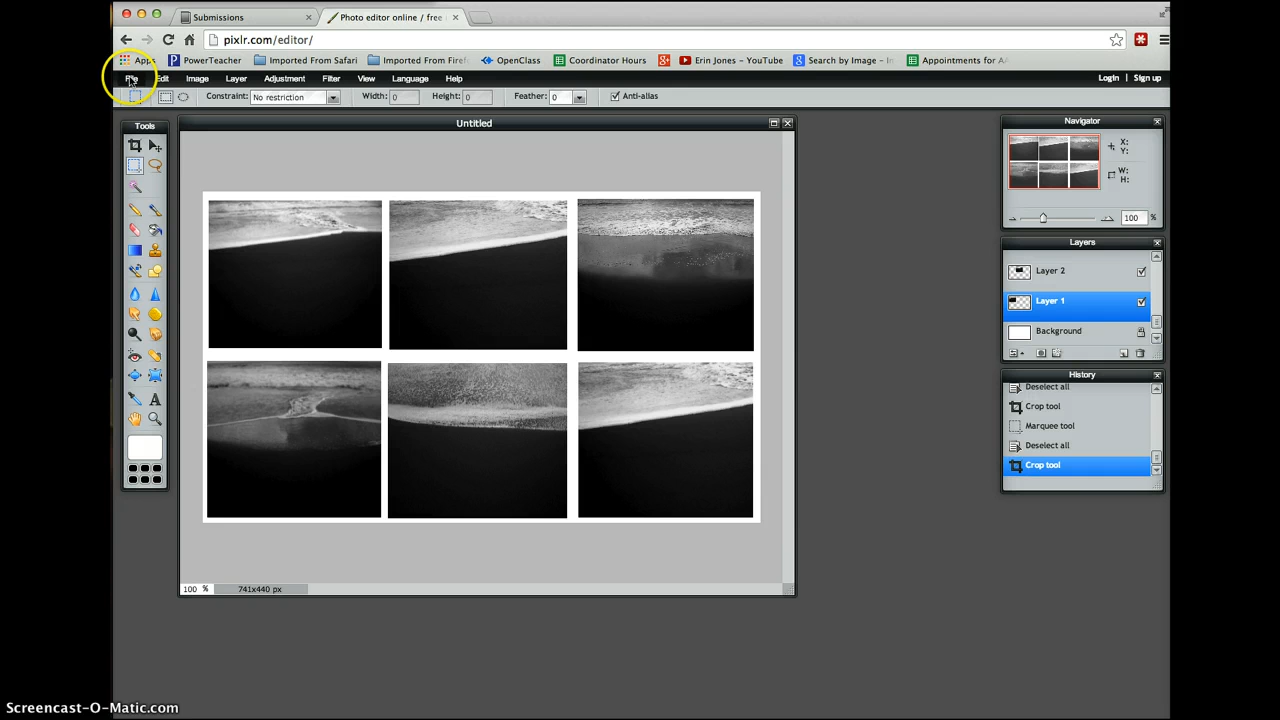 Submissions
Photo editor online / free
pixlr.com/editor/
Apps PowerTeacher Imported From Safari Imported From Firef OpenClass Coordinator Hours Erin Jones – YouTube Search by Image – In Appointments for AA
File Edit Image Layer Adjustment Filter View Language Help Login | Sign up
Constraint: No restriction Width: 0 Height: 0 Feather: 0 Anti-alias
Tools
A
Untitled
100 % 741x440 px
Navigator
X:
Y:
W:
H:
100 %
Layers
Layer 2
Layer 1
Background
History
Deselect all
Crop tool
Marquee tool
Deselect all
Crop tool
Screencast-O-Matic.com